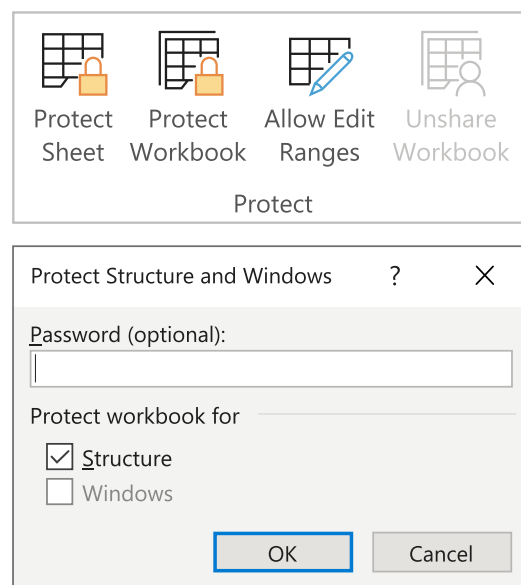 Protect Protect Allow Edit Unshare
Sheet Workbook Ranges Workbook
Protect
Protect Structure and Windows ?
Password (optional):
Protect workbook for
Structure
Windows
OK Cancel